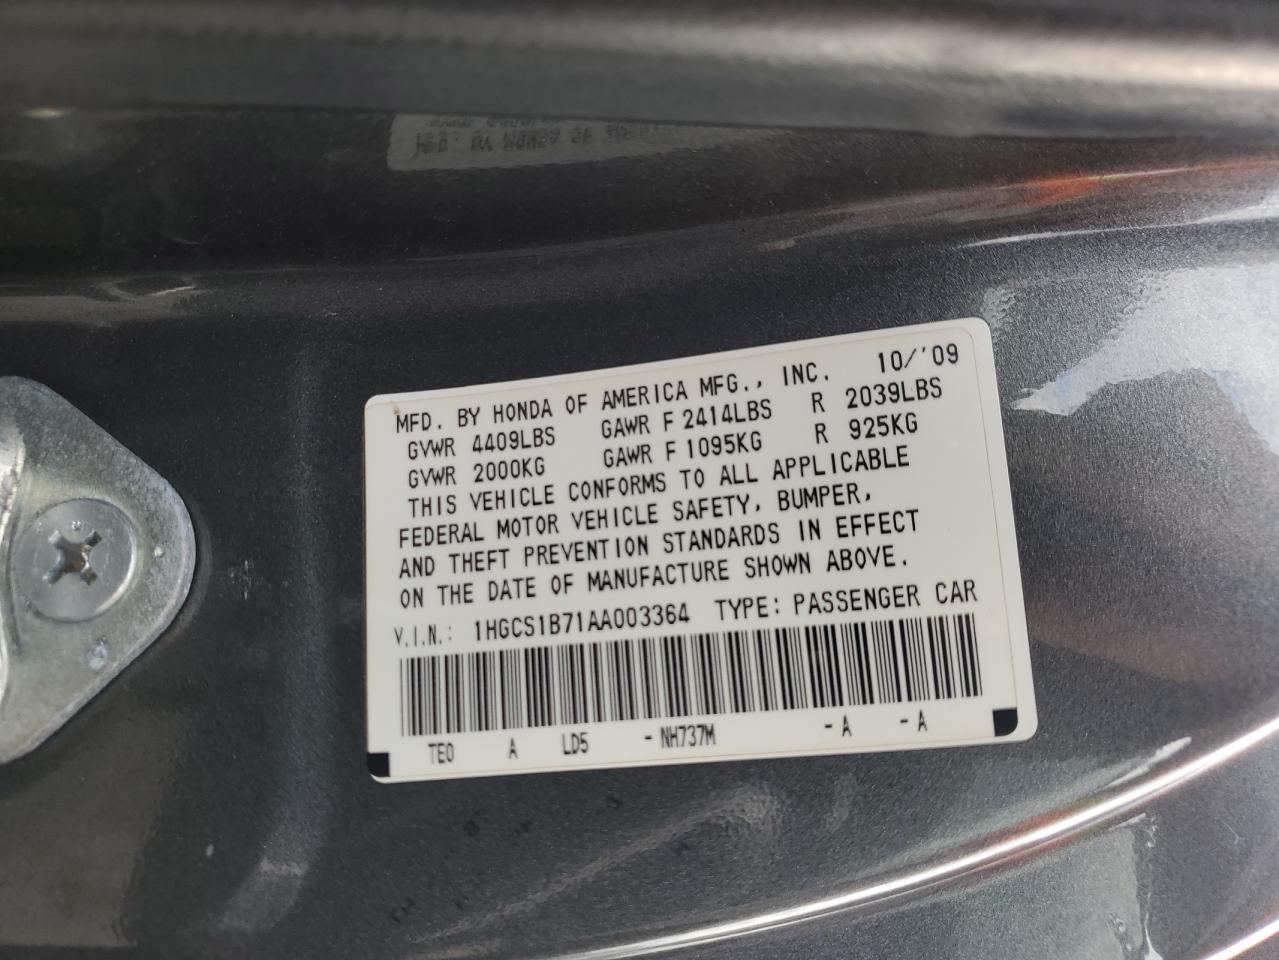 MFD. BY HONDA OF AMERICA MFG., INC. 10/'09
GVWR 4409LBS GAWR F 2414LBS R 2039LBS
GVWR 2000KG GAWR F 1095KG R 925KG
THIS VEHICLE CONFORMS TO ALL APPLICABLE
FEDERAL MOTOR VEHICLE SAFETY, BUMPER,
AND THEFT PREVENTION STANDARDS IN EFFECT
ON THE DATE OF MANUFACTURE SHOWN ABOVE.
V.I.N.: 1HGCS1B71AA003364 TYPE: PASSENGER CAR
TE0 A LD5 -NH737M -A -A